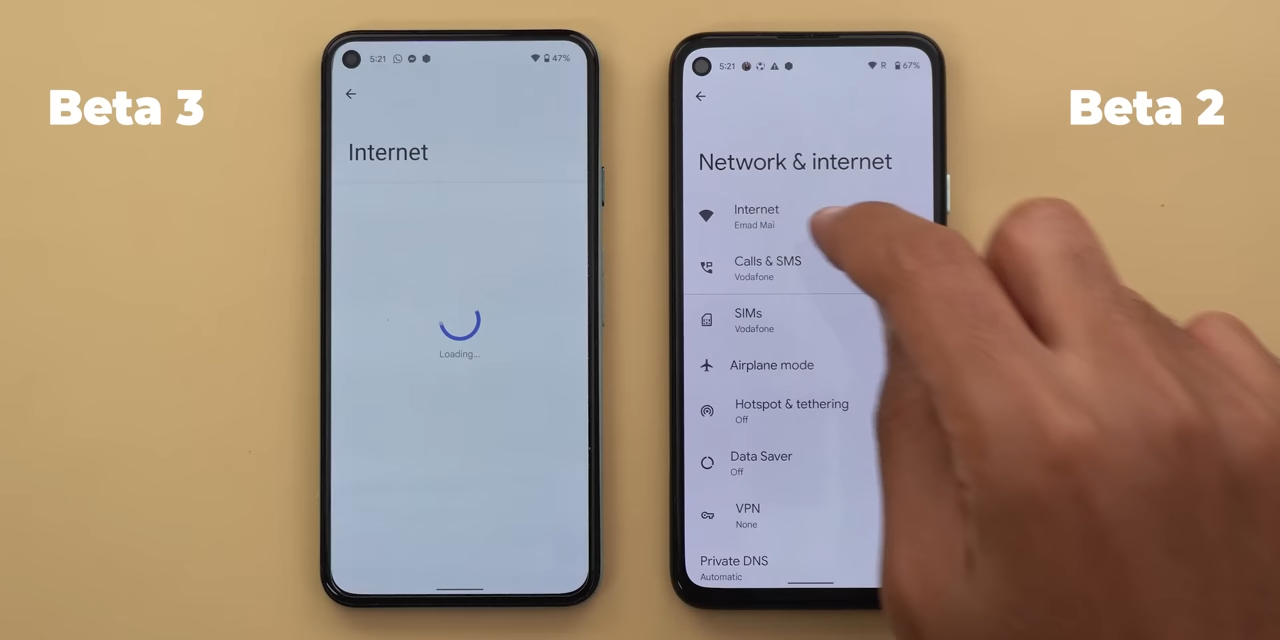 Beta 3
5:21
47%
Internet
Loading...
Beta 2
5:21
R
67%
Network & internet
Internet
Emad Mai
Calls & SMS
Vodafone
SIMs
Vodafone
Airplane mode
Hotspot & tethering
Off
Data Saver
Off
VPN
None
Private DNS
Automatic